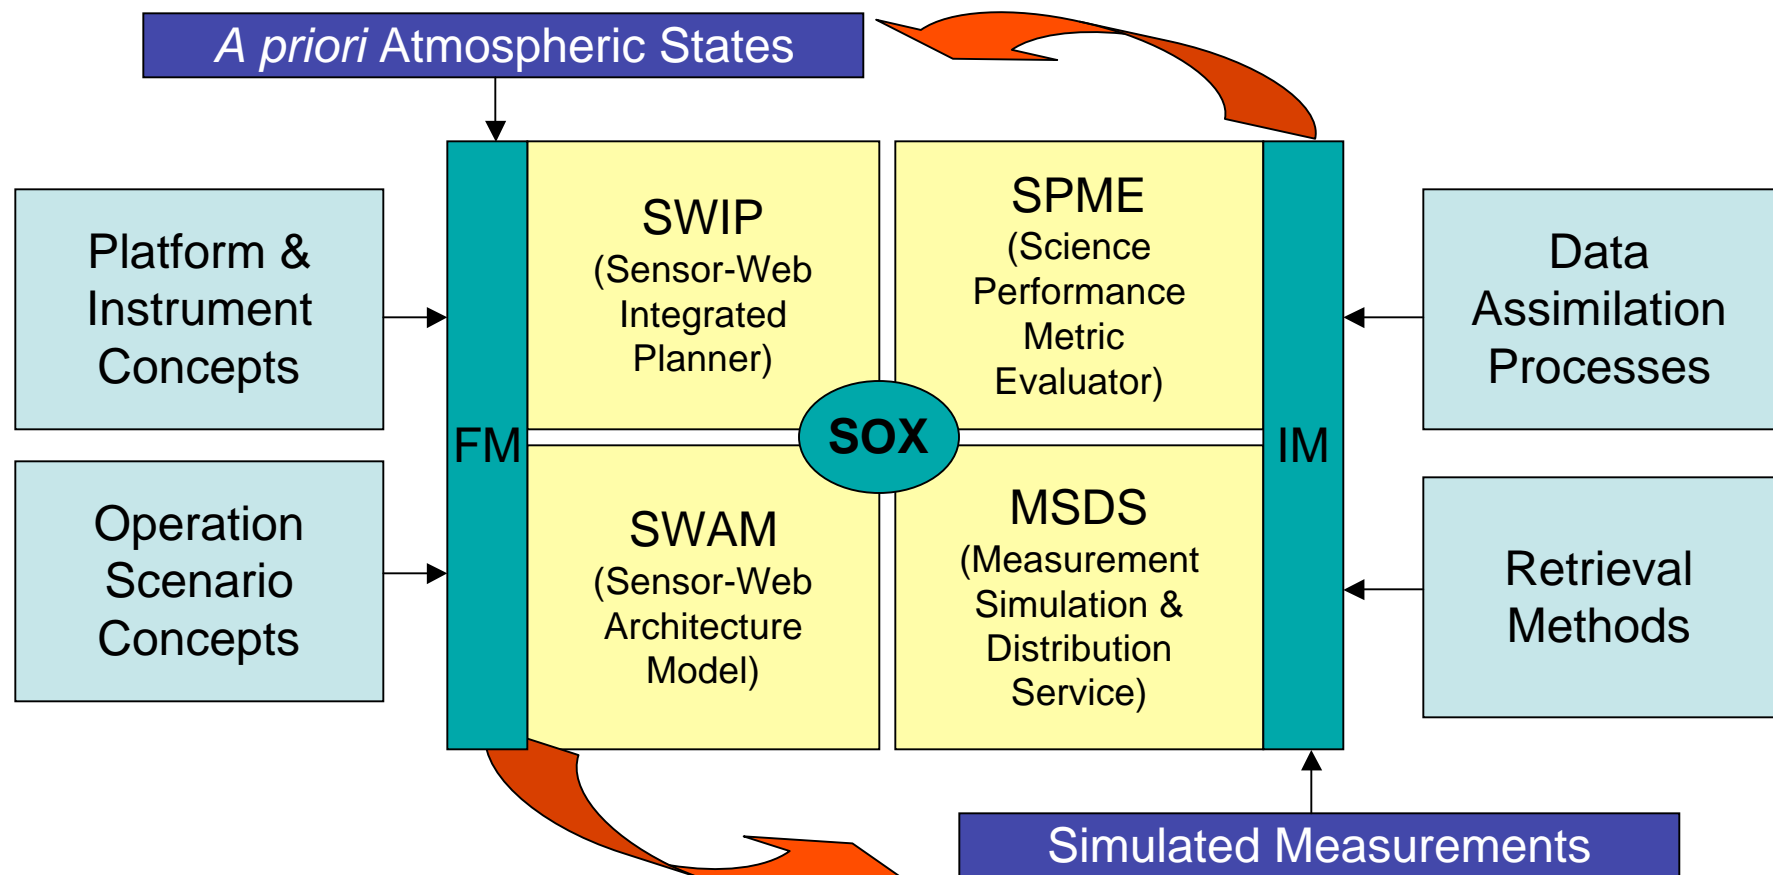 A priori Atmospheric States
Platform &
Instrument
Concepts
Operation
Scenario
Concepts
FM
SWIP
(Sensor-Web
Integrated
Planner)
SWAM
(Sensor-Web
Architecture
Model)
SOX
SPME
(Science
Performance
Metric
Evaluator)
MSDS
(Measurement
Simulation &
Distribution
Service)
IM
Data
Assimilation
Processes
Retrieval
Methods
Simulated Measurements